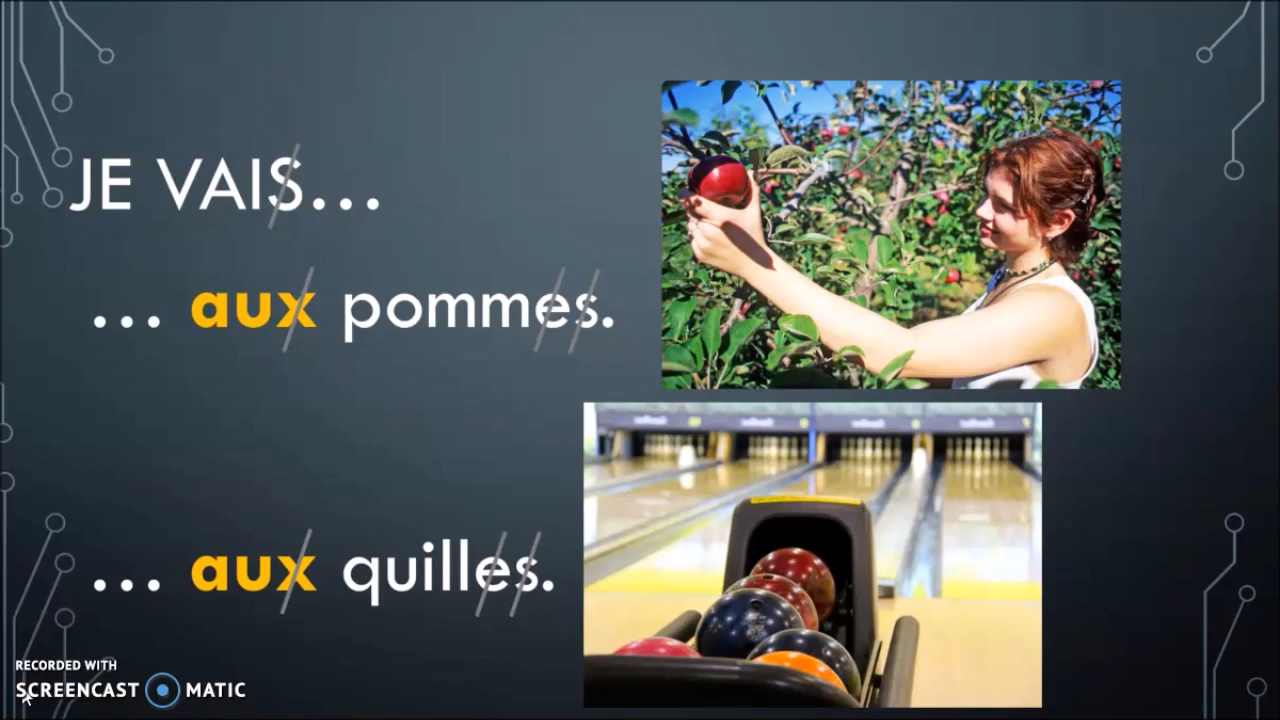 JE VAIS...
... aux pommes.
... aux quilles.
RECORDED WITH
SCREENCAST MATIC